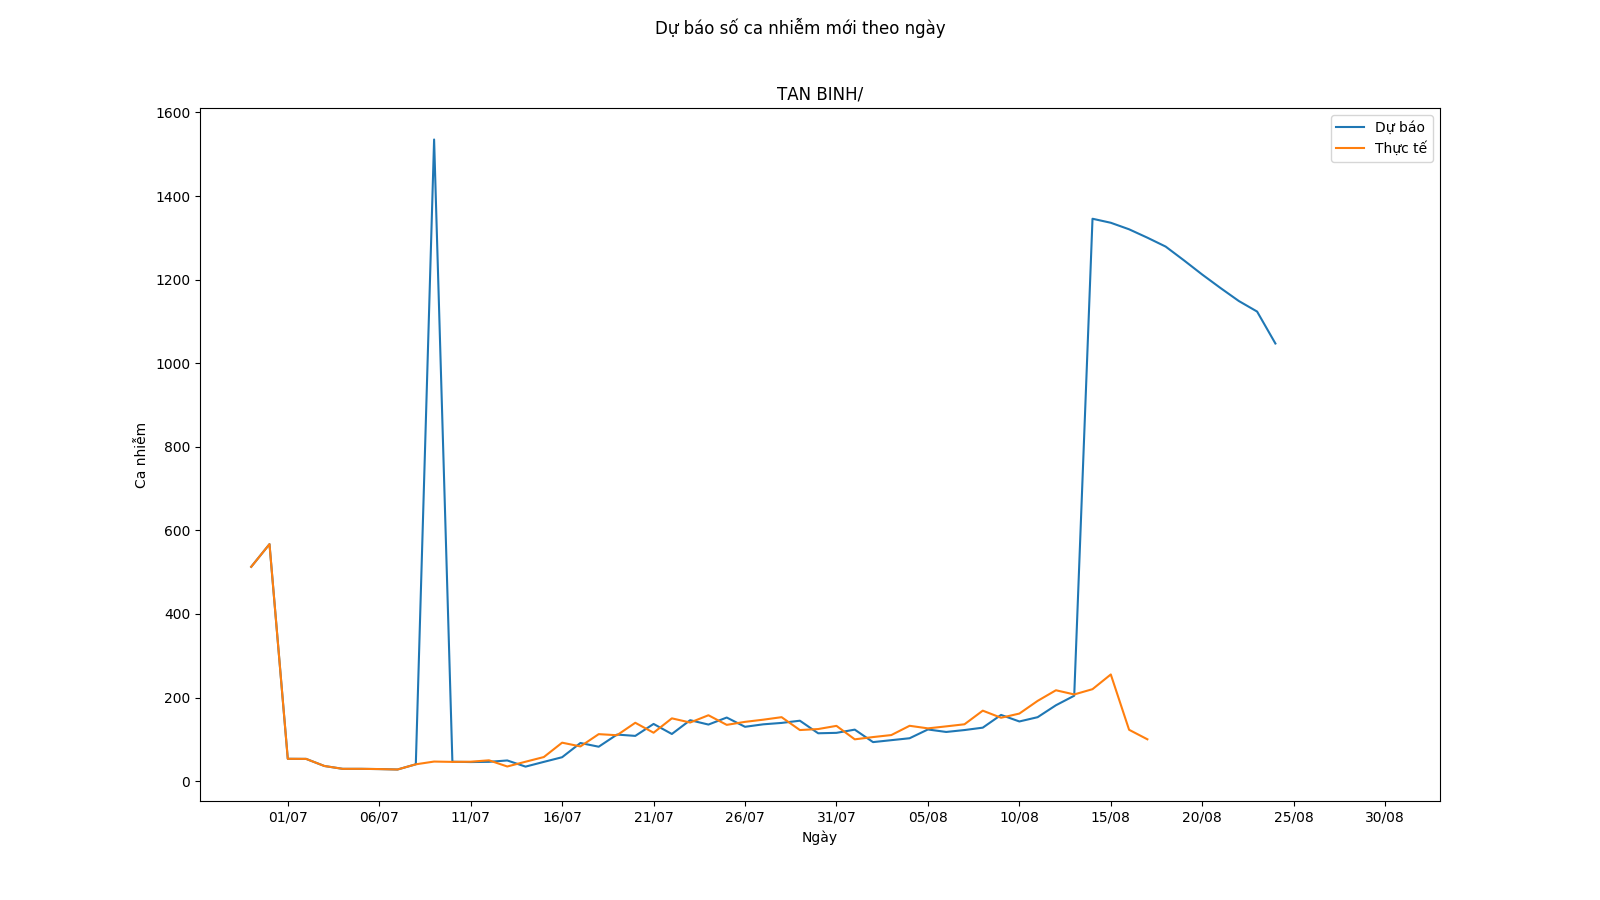 Dự báo số ca nhiễm mới theo ngày
TAN BINH/
Dự báo
Thực tế
1600
1400
1200
1000
800
600
400
200
0
Ca nhiễm
01/07 06/07 11/07 16/07 21/07 26/07 31/07 05/08 10/08 15/08 20/08 25/08 30/08
Ngày